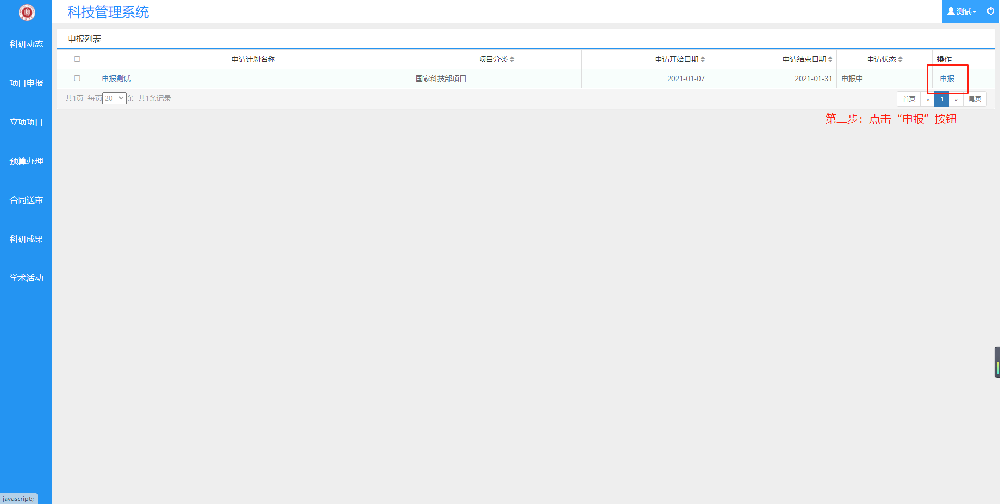 科技管理系统
测试
科研动态
项目申报
立项项目
预算办理
合同送审
科研成果
学术活动
申报列表
申请计划名称 项目分类 申请开始日期 申请结束日期 申请状态 操作
申报测试 国家科技部项目 2021-01-07 2021-01-31 申报中 申报
共1页 每页 20 条 共1条记录 首页 « 1 » 尾页
第二步：点击“申报”按钮
javascript:;